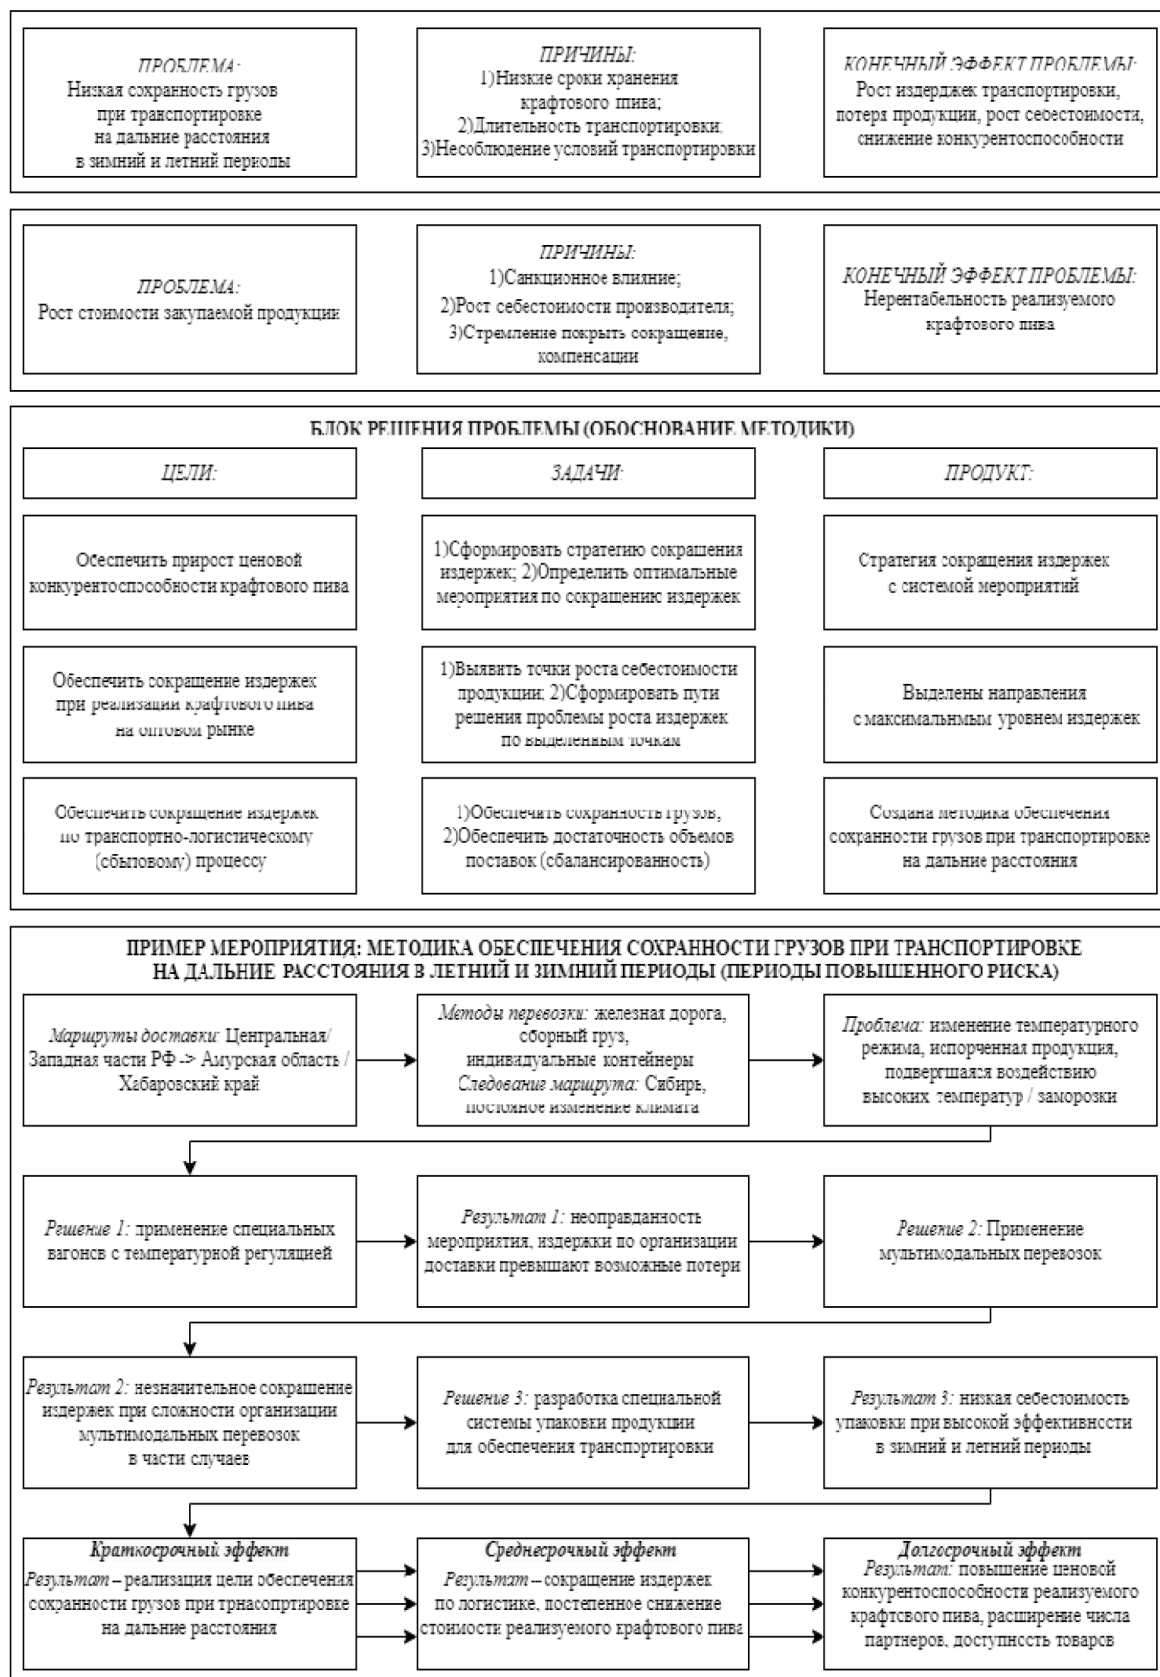 ПРОБЛЕМА:
Низкая сохранность грузов
при транспортировке
на дальние расстояния
в зимний и летний периоды
ПРИЧИНЫ:
1)Низкие сроки хранения
крафтового пива;
2)Длительность транспортировки;
3)Несоблюдение условий транспортировки
КОНЕЧНЫЙ ЭФФЕКТ ПРОБЛЕМЫ:
Рост издерджек транспортировки,
потеря продукции, рост себестоимости,
снижение конкурентоспособности
ПРОБЛЕМА:
Рост стоимости закупаемой продукции
ПРИЧИНЫ:
1)Санкционное влияние;
2)Рост себестоимости производителя;
3)Стремление покрыть сокращение,
компенсации
КОНЕЧНЫЙ ЭФФЕКТ ПРОБЛЕМЫ:
Нерентабельность реализуемого
крафтового пива
БЛОК РЕШЕНИЯ ПРОБЛЕМЫ (ОБОСНОВАНИЕ МЕТОДИКИ)
ЦЕЛИ:
ЗАДАЧИ:
ПРОДУКТ:
Обеспечить прирост ценовой
конкурентоспособности крафтового пива
1)Сформировать стратегию сокращения
издержек; 2)Определить оптимальные
мероприятия по сокращению издержек
Стратегия сокращения издержек
с системой мероприятий
Обеспечить сокращение издержек
при реализации крафтового пива
на оптовом рынке
1)Выявить точки роста себестоимости
продукции; 2)Сформировать пути
решения проблемы роста издержек
по выделенным точкам
Выделены направления
с максимальнмым уровнем издержек
Обеспечить сокращение издержек
по транспортно-логистическому
(сбытовому) процессу
1)Обеспечить сохранность грузов,
2)Обеспечить достаточность объемов
поставок (сбалансированность)
Создана методика обеспечения
сохранности грузов при транспортировке
на дальние расстояния
ПРИМЕР МЕРОПРИЯТИЯ: МЕТОДИКА ОБЕСПЕЧЕНИЯ СОХРАННОСТИ ГРУЗОВ ПРИ ТРАНСПОРТИРОВКЕ
НА ДАЛЬНИЕ РАССТОЯНИЯ В ЛЕТНИЙ И ЗИМНИЙ ПЕРИОДЫ (ПЕРИОДЫ ПОВЫШЕННОГО РИСКА)
Маршруты доставки: Центральная/
Западная части РФ -> Амурская область /
Хабаровский край
Методы перевозки: железная дорога,
сборный груз,
индивидуальные контейнеры
Следование маршрута: Сибирь,
постояное изменение климата
Проблема: изменение температурного
режима, испорченная продукция,
подвергшаяся воздействию
высоких температур / заморозки
Решение 1: применение специальных
вагонов с температурной регуляцией
Результат 1: неоправданность
мероприятия, издержки по организации
доставки превышают возможные потери
Решение 2: Применение
мультимодальных перевозок
Результат 2: незначительное сокращение
издержек при сложности организации
мультимодальных перевозок
в части случаев
Решение 3: разработка специальной
системы упаковки продукции
для обеспечения транспортировки
Результат 3: низкая себестоимость
упаковки при высокой эффективности
в зимний и летний периоды
Краткосрочный эффект
Результат – реализация цели обеспечения
сохранности грузов при трнасопртировке
на дальние расстояния
Среднесрочный эффект
Результат – сокращение издержек
по логистике, постепенное снижение
стоимости реализуемого крафтового пива
Долгосрочный эффект
Результат: повышение ценовой
конкурентоспособности реализуемого
крафтового пива, расширение числа
партнеров, доступность товаров